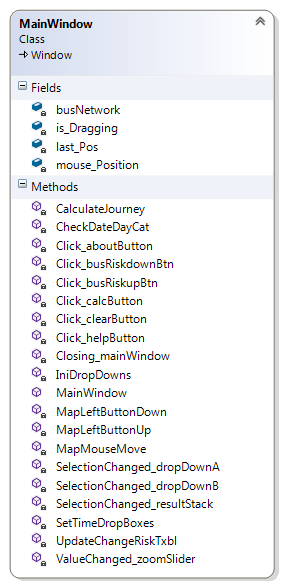 MainWindow
Class
Window
Fields
busNetwork
is_Dragging
last_Pos
mouse_Position
Methods
CalculateJourney
CheckDateDayCat
Click_aboutButton
Click_busRiskdownBtn
Click_busRiskupBtn
Click_calcButton
Click_clearButton
Click_helpButton
Closing_mainWindow
IniDropDowns
MainWindow
MapLeftButtonDown
MapLeftButtonUp
MapMouseMove
SelectionChanged_dropDownA
SelectionChanged_dropDownB
SelectionChanged_resultStack
SetTimeDropBoxes
UpdateChangeRiskTxbl
ValueChanged_zoomSlider